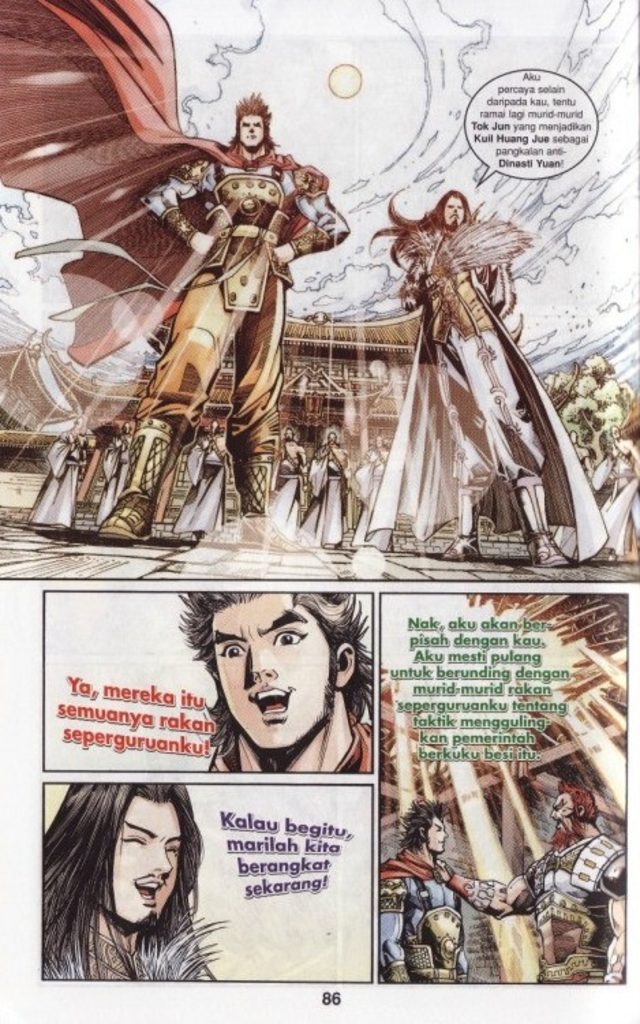 Aku
percaya selain
daripada kau, tentu
ramai lagi murid-murid
Tok Jun yang menjadikan
Kuil Huang Jue sebagai
pangkalan anti-
Dinasti Yuan!
Ya, mereka itu
semuanya rakan
seperguruanku!
Nak, aku akan ber-
pisah dengan kau.
Aku mesti pulang
untuk berunding dengan
murid-murid rakan
seperguruanku tentang
taktik mengguling-
kan pemerintah
berkuku besi itu.
Kalau begitu,
marilah kita
berangkat
sekarang!
86